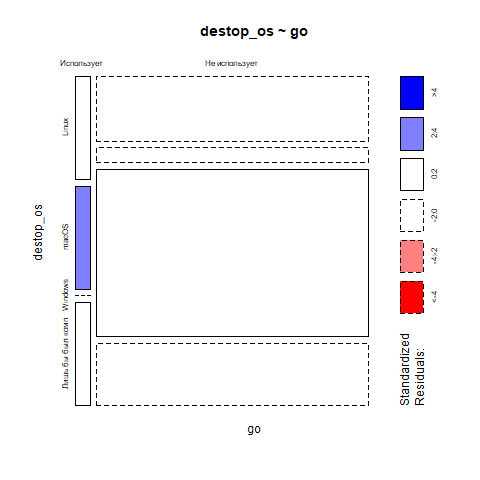 destop_os ~ go
Использует
Не использует
Linux
macOS
Windows
Лишь бы был комп
destop_os
go
>4
2:4
0:2
-2:0
-4:-2
<-4
Standardized
Residuals: